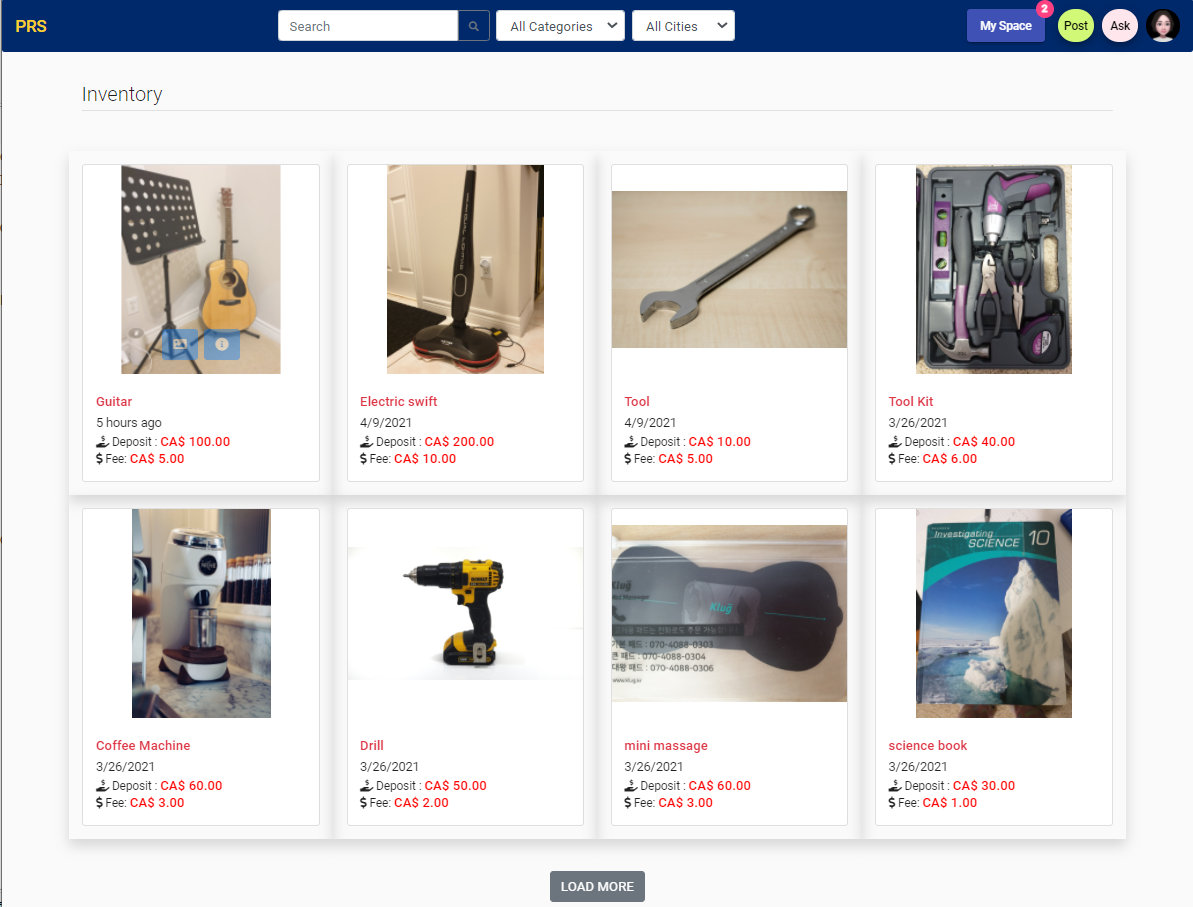 PRS
Search
All Categories
All Cities
My Space
2
Post
Ask
Inventory
Guitar
5 hours ago
Deposit : CA$ 100.00
$ Fee: CA$ 5.00
Electric swift
4/9/2021
Deposit : CA$ 200.00
$ Fee: CA$ 10.00
Tool
4/9/2021
Deposit : CA$ 10.00
$ Fee: CA$ 5.00
Tool Kit
3/26/2021
Deposit : CA$ 40.00
$ Fee: CA$ 6.00
DEWALT
Klug
Klug
070-4088-0303
070-4088-0304
070-4088-0306
www.klug.kr
Investigating
SCIENCE 10
Coffee Machine
3/26/2021
Deposit : CA$ 60.00
$ Fee: CA$ 3.00
Drill
3/26/2021
Deposit : CA$ 50.00
$ Fee: CA$ 2.00
mini massage
3/26/2021
Deposit : CA$ 60.00
$ Fee: CA$ 3.00
science book
3/26/2021
Deposit : CA$ 30.00
$ Fee: CA$ 1.00
LOAD MORE